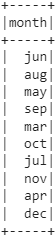 +-----+
|month|
+-----+
|  jun|
|  aug|
|  may|
|  sep|
|  mar|
|  oct|
|  jul|
|  nov|
|  apr|
|  dec|
+-----+